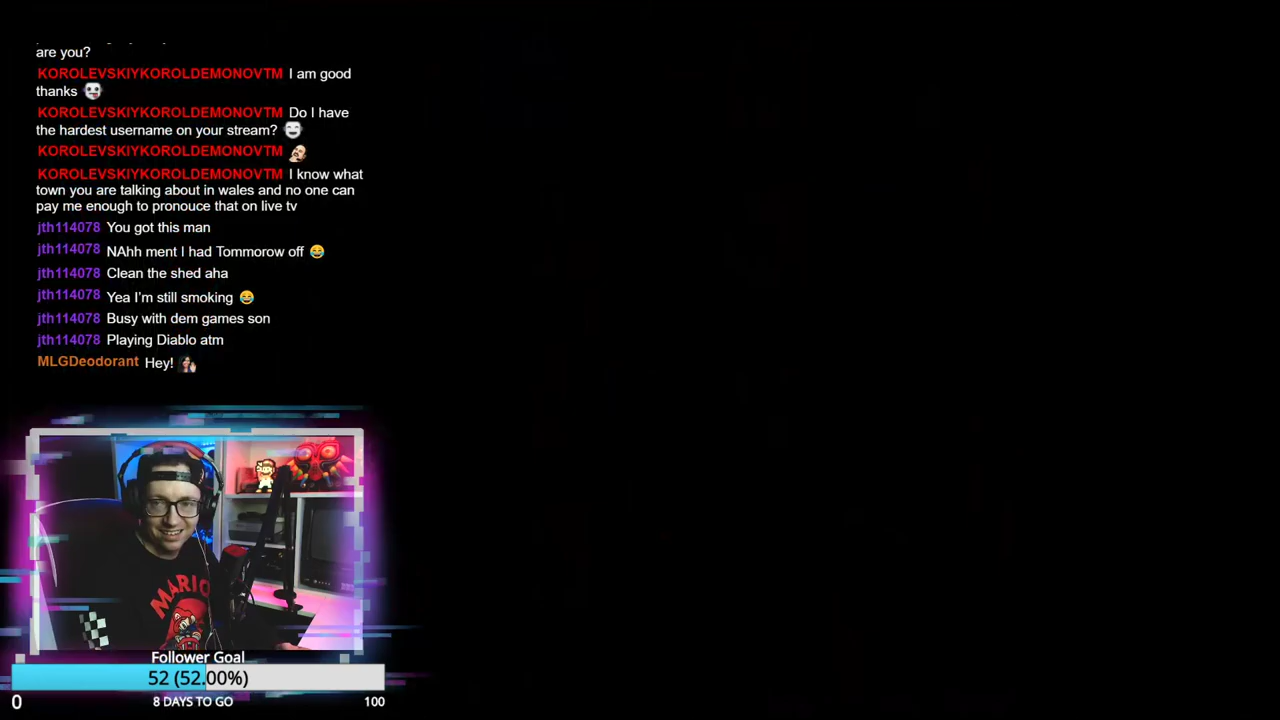 are you?
KOROLEVSKIYKOROLDEMONOVTM I am good
thanks
KOROLEVSKIYKOROLDEMONOVTM Do I have
the hardest username on your stream?
KOROLEVSKIYKOROLDEMONOVTM
KOROLEVSKIYKOROLDEMONOVTM I know what
town you are talking about in wales and no one can
pay me enough to pronouce that on live tv
jth114078 You got this man
jth114078 NAhh ment I had Tommorow off 😂
jth114078 Clean the shed aha
jth114078 Yea I'm still smoking 😂
jth114078 Busy with dem games son
jth114078 Playing Diablo atm
MLGDeodorant Hey!
MARIO
Follower Goal
52 (52.00%)
0 8 DAYS TO GO 100